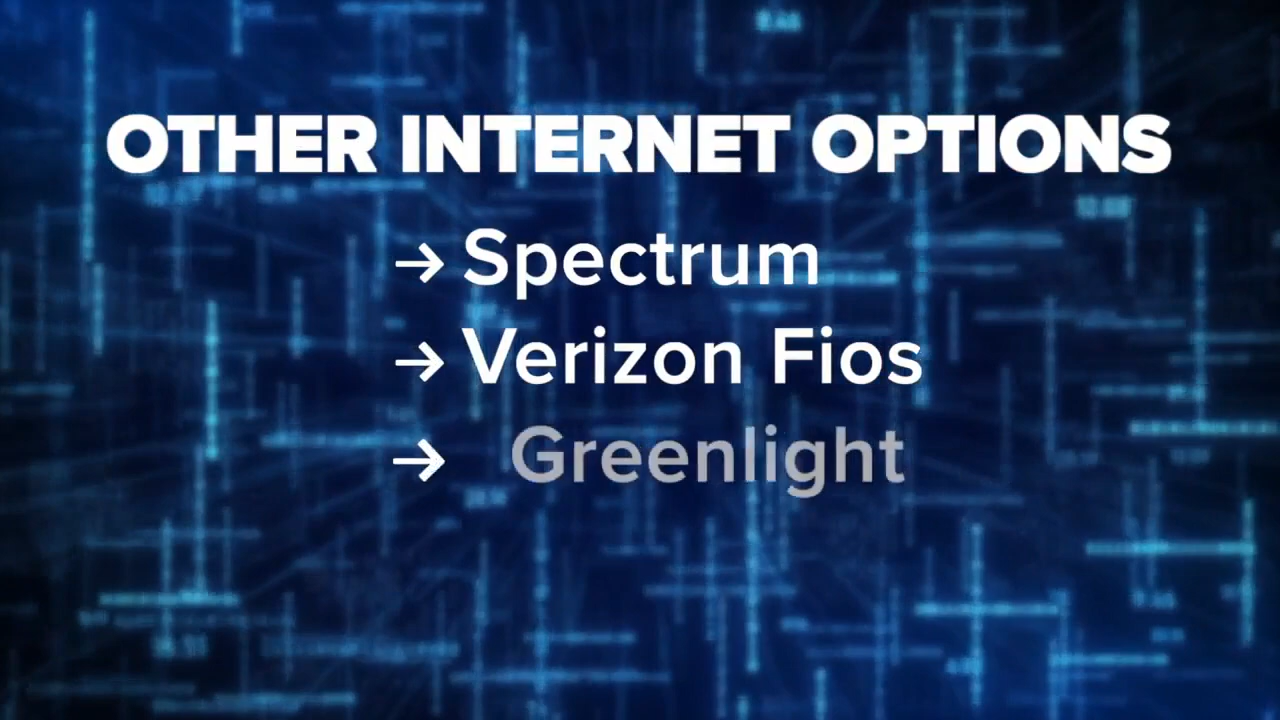 OTHER INTERNET OPTIONS
→ Spectrum
→ Verizon Fios
→ Greenlight